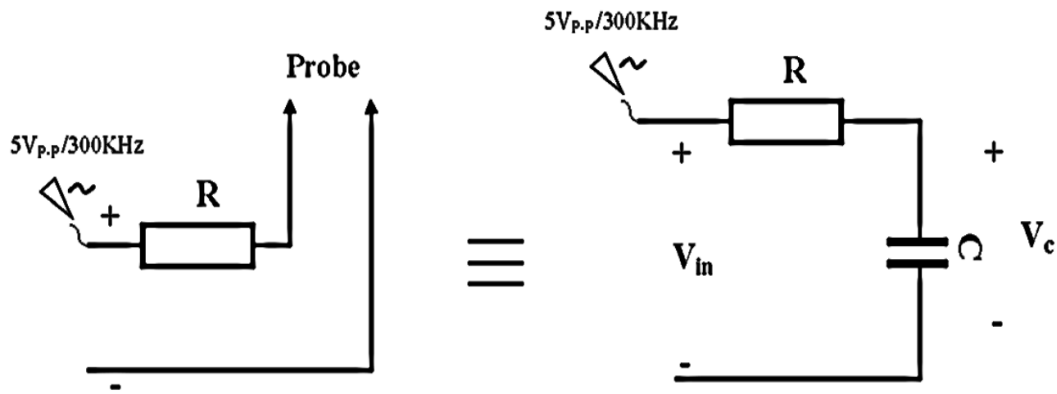 Probe
5Vp.p/300KHz
R
+
-
5Vp.p/300KHz
R
+
+
Vin
C
Vc
-
-